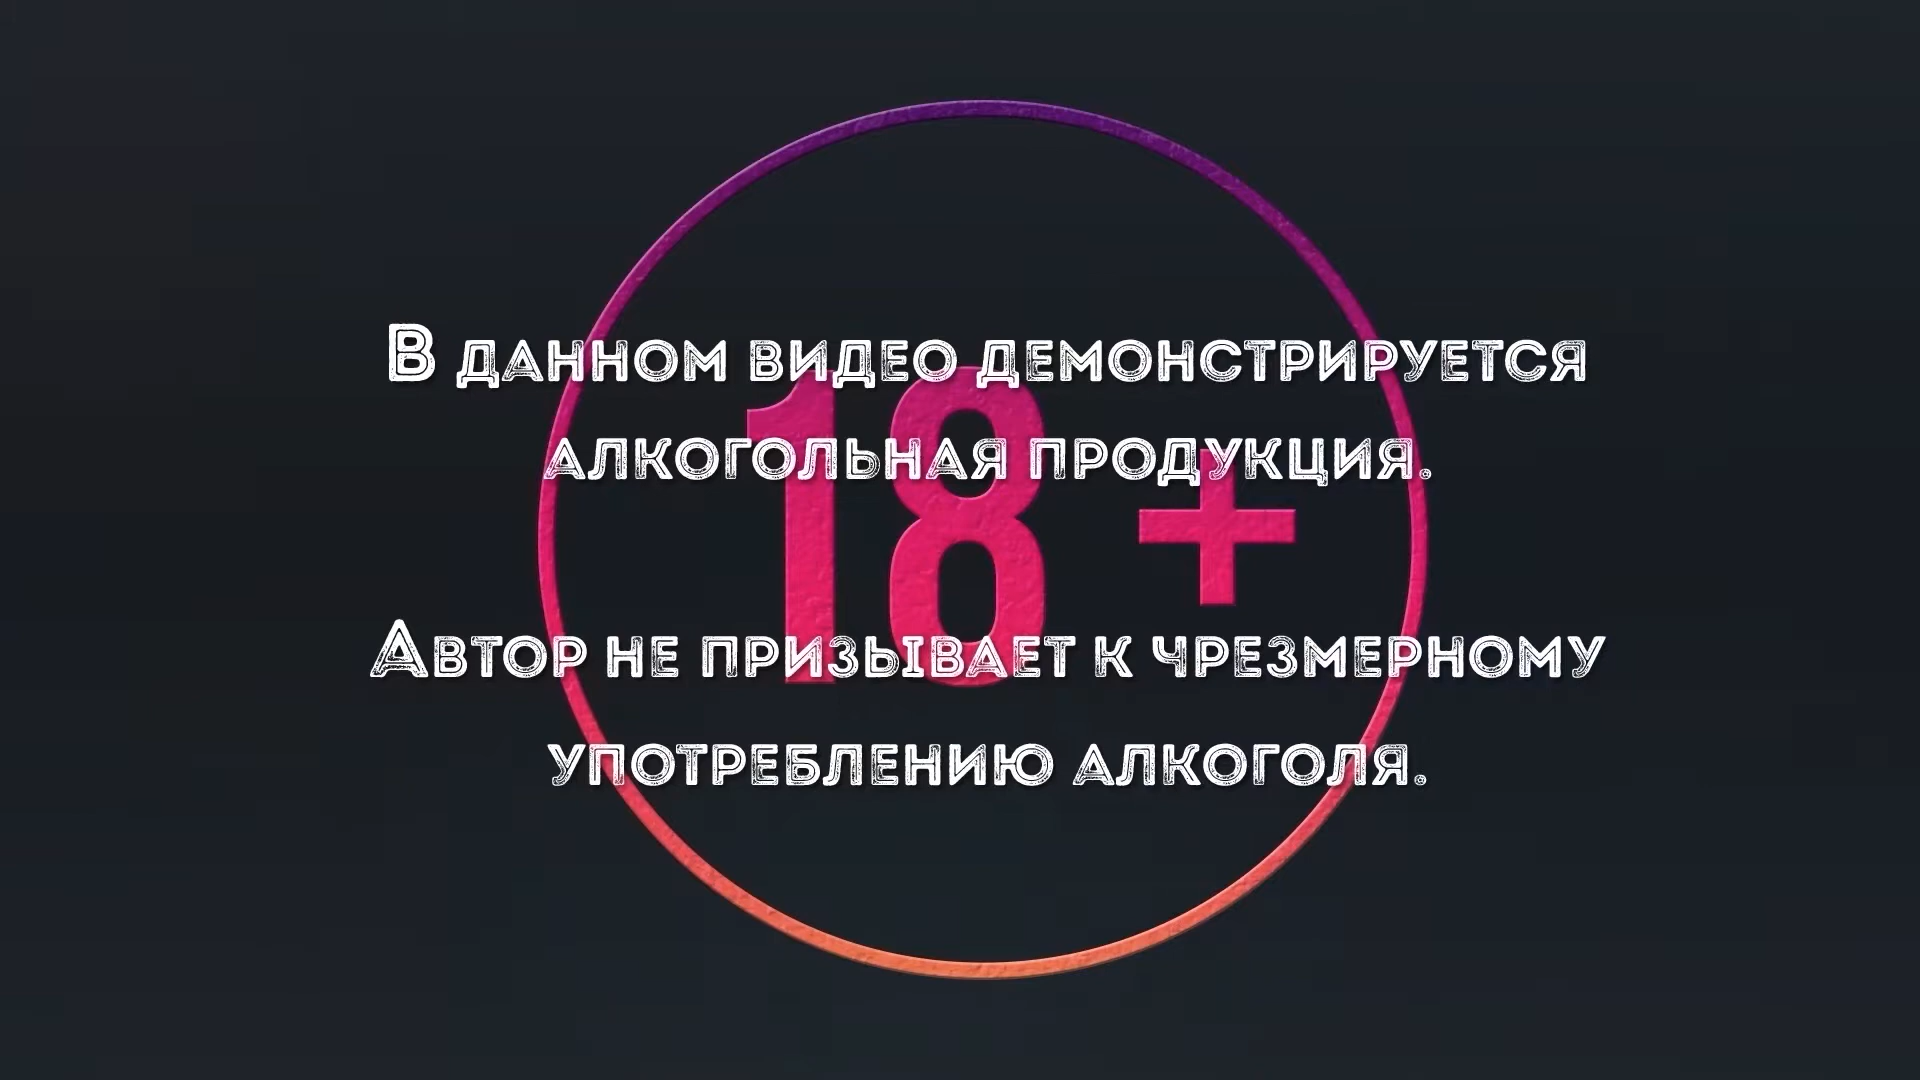 В данном видео демонстрируется
алкогольная продукция.
18+
Автор не призывает к чрезмерному
употреблению алкоголя.